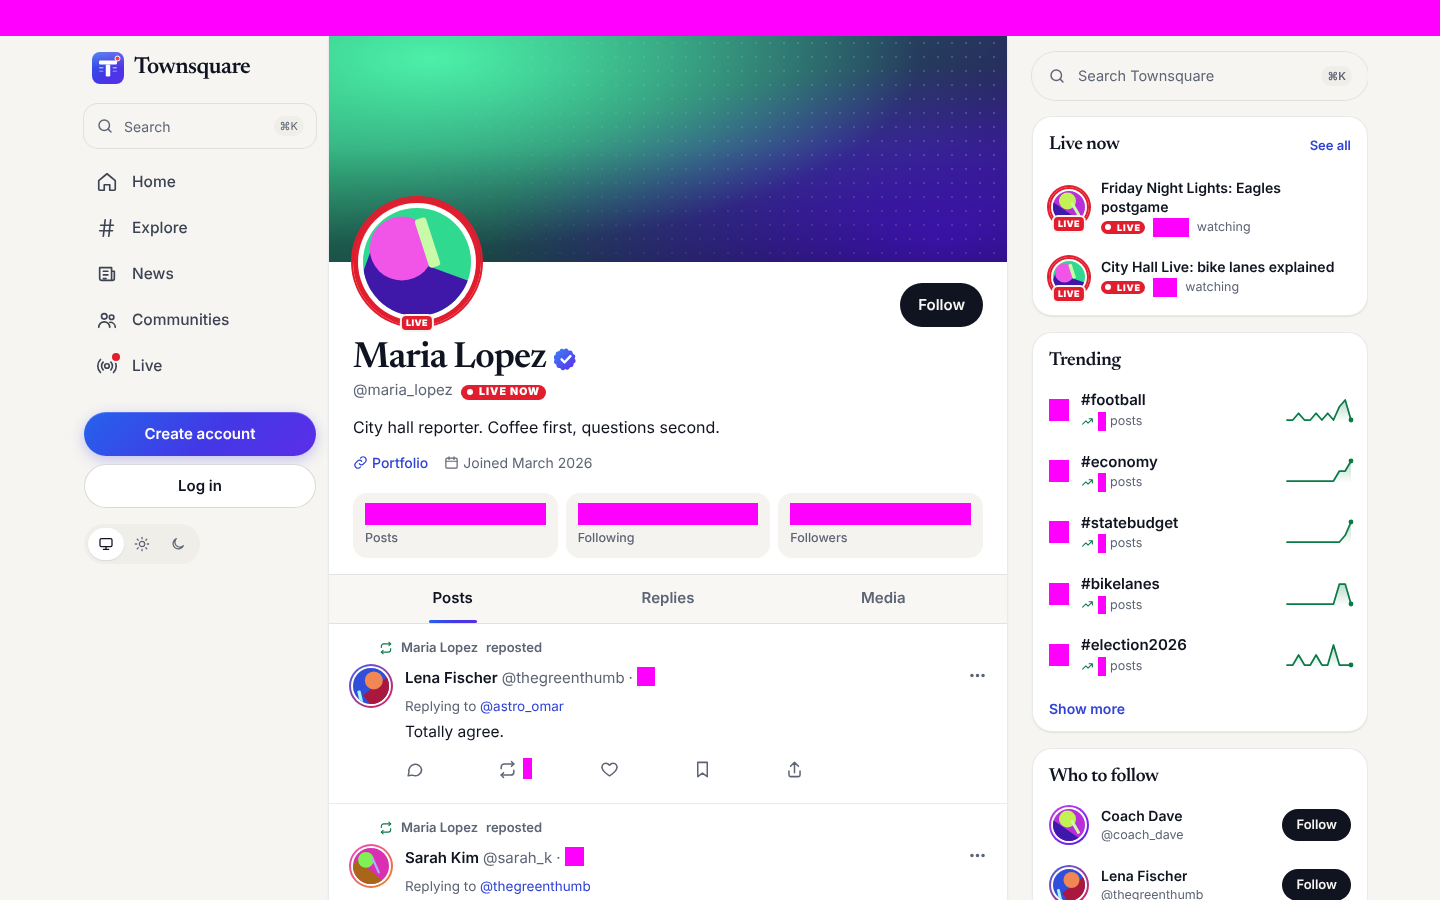 Townsquare
Search
⌘K
Home
Explore
News
Communities
Live
Create account
Log in
LIVE
Follow
Maria Lopez
@maria_lopez
LIVE NOW
City hall reporter. Coffee first, questions second.
Portfolio
Joined March 2026
Posts
Following
Followers
Posts
Replies
Media
Maria Lopez reposted
Lena Fischer @thegreenthumb ·
Replying to @astro_omar
Totally agree.
Maria Lopez reposted
Sarah Kim @sarah_k ·
Replying to @thegreenthumb
Search Townsquare
⌘K
Live now
See all
Friday Night Lights: Eagles
postgame
LIVE
LIVE
watching
City Hall Live: bike lanes explained
LIVE
LIVE
watching
Trending
#football
posts
#economy
posts
#statebudget
posts
#bikelanes
posts
#election2026
posts
Show more
Who to follow
Coach Dave
@coach_dave
Follow
Lena Fischer
@thegreenthumb
Follow